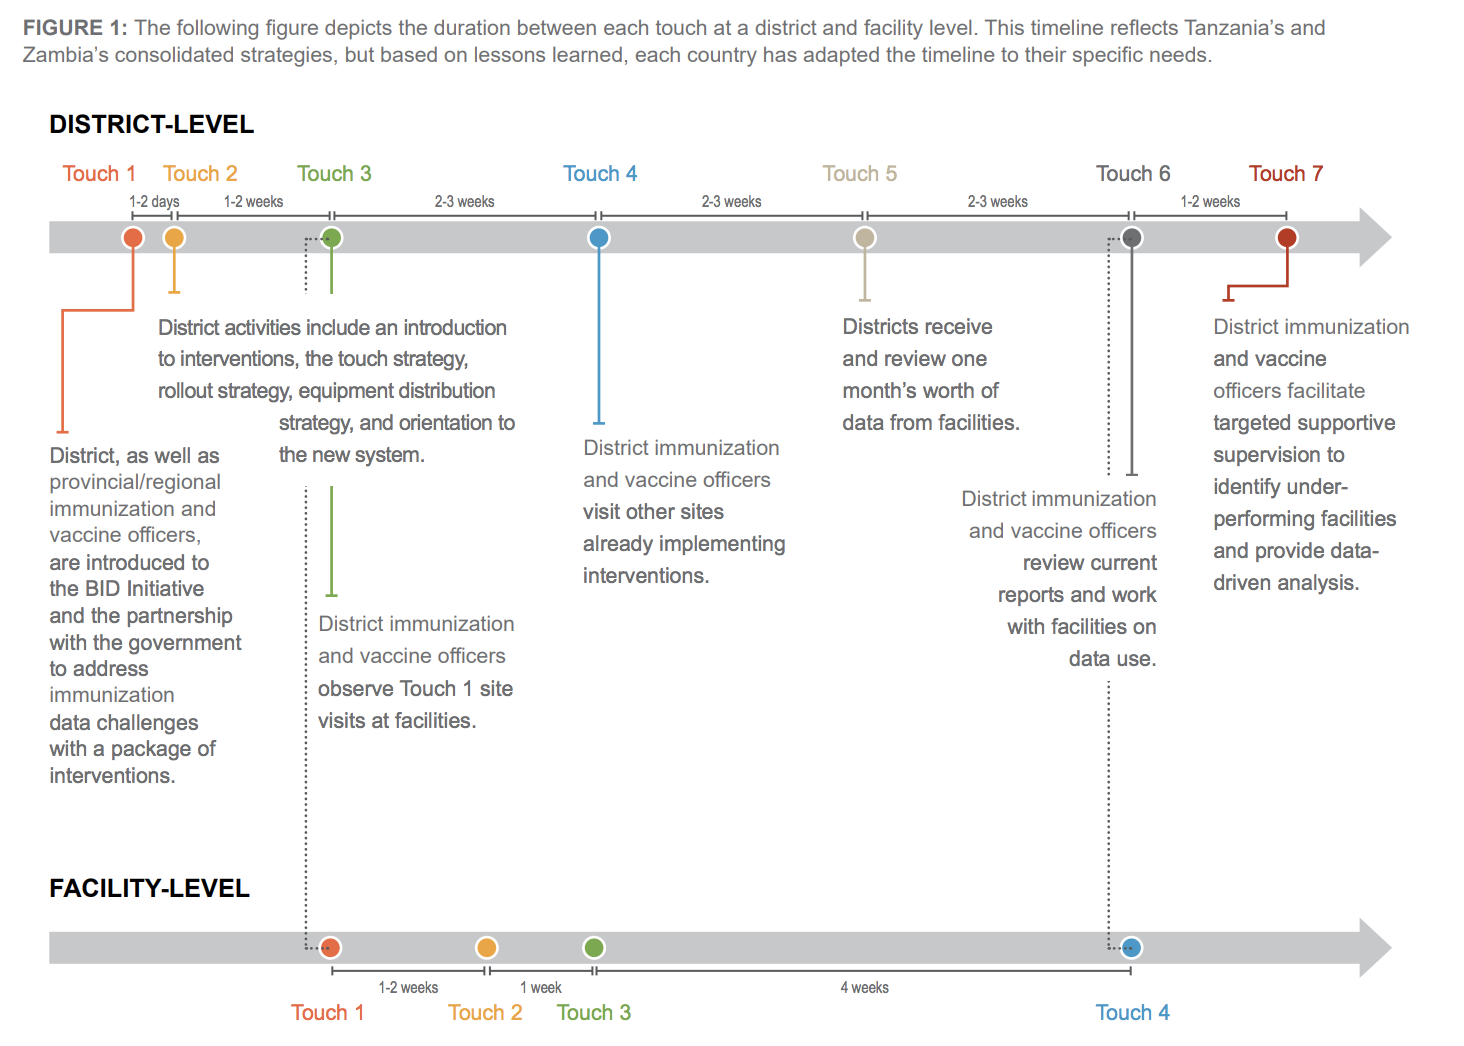 FIGURE 1: The following figure depicts the duration between each touch at a district and facility level. This timeline reflects Tanzania's and
Zambia's consolidated strategies, but based on lessons learned, each country has adapted the timeline to their specific needs.
DISTRICT-LEVEL
Touch 1
Touch 2
Touch 3
Touch 4
Touch 5
Touch 6
Touch 7
1-2 days
1-2 weeks
2-3 weeks
2-3 weeks
2-3 weeks
1-2 weeks
District, as well as
provincial/regional
immunization and
vaccine officers,
are introduced to
the BID Initiative
and the partnership
with the government
to address
immunization
data challenges
with a package of
interventions.
District activities include an introduction
to interventions, the touch strategy,
rollout strategy, equipment distribution
strategy, and orientation to
the new system.
District immunization
and vaccine officers
observe Touch 1 site
visits at facilities.
District immunization
and vaccine officers
visit other sites
already implementing
interventions.
Districts receive
and review one
month's worth of
data from facilities.
District immunization
and vaccine officers
review current
reports and work
with facilities on
data use.
District immunization
and vaccine
officers facilitate
targeted supportive
supervision to
identify under-
performing facilities
and provide data-
driven analysis.
FACILITY-LEVEL
1-2 weeks
1 week
4 weeks
Touch 1
Touch 2
Touch 3
Touch 4